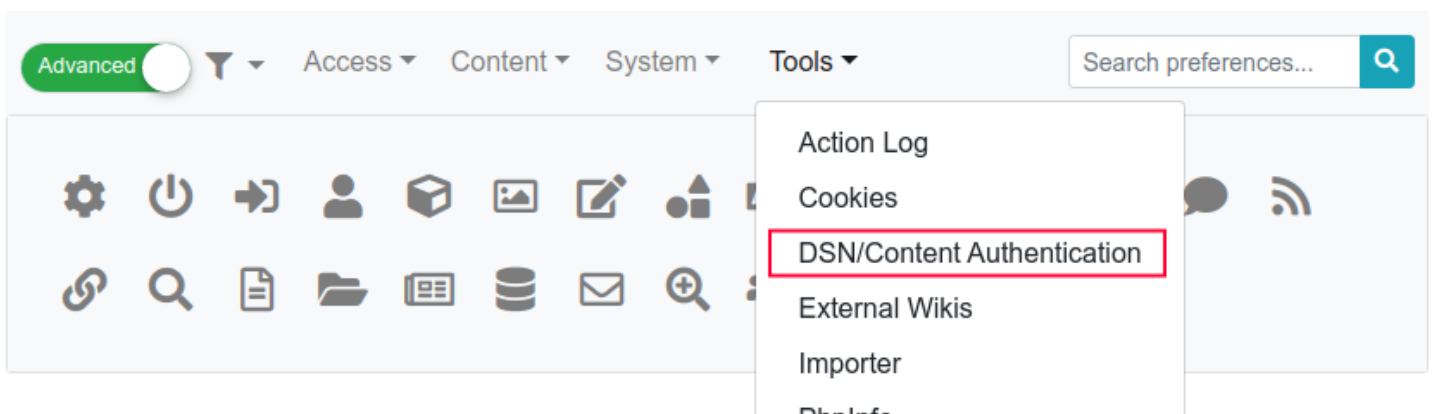 Advanced Access Content System Tools Search preferences...
Action Log
Cookies
DSN/Content Authentication
External Wikis
Importer